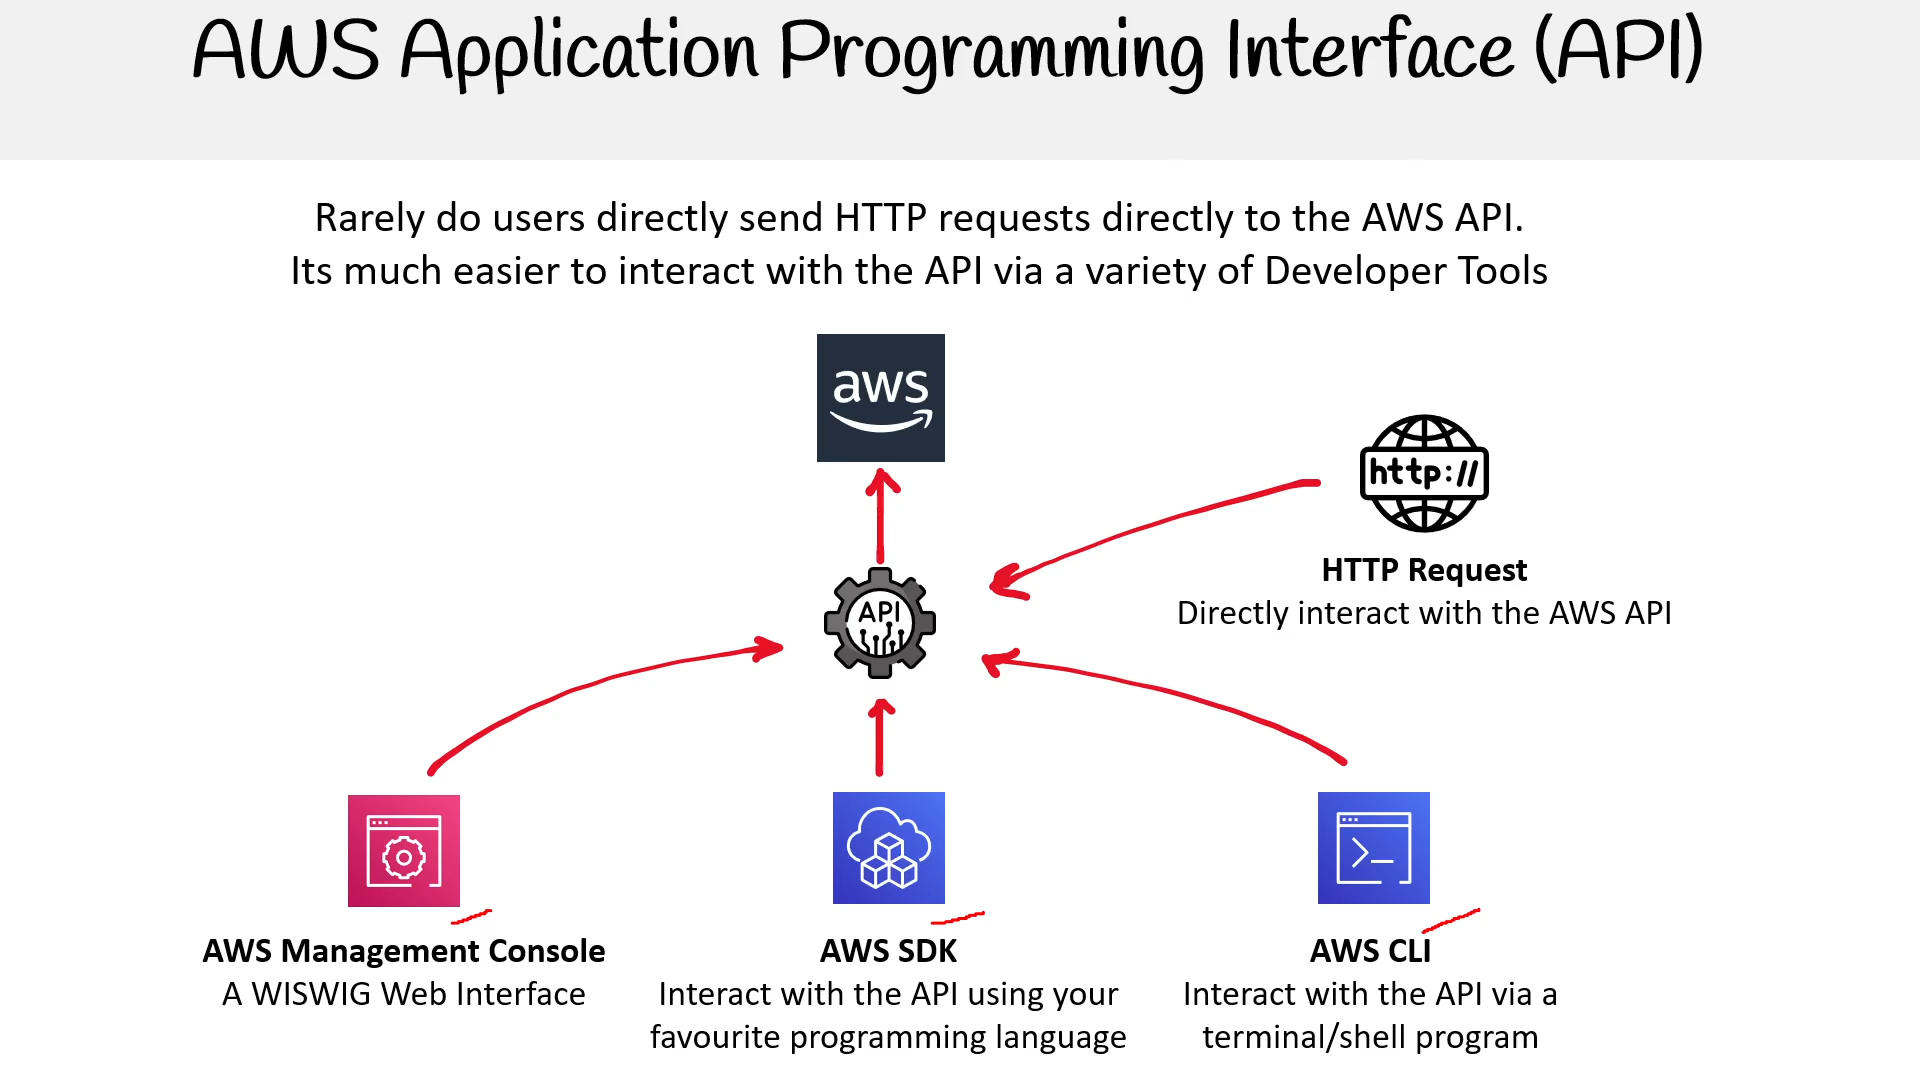 AWS Application Programming Interface (API)
Rarely do users directly send HTTP requests directly to the AWS API.
Its much easier to interact with the API via a variety of Developer Tools
aws
http://
HTTP Request
Directly interact with the AWS API
API
AWS Management Console
A WISWIG Web Interface
AWS SDK
Interact with the API using your
favourite programming language
AWS CLI
Interact with the API via a
terminal/shell program